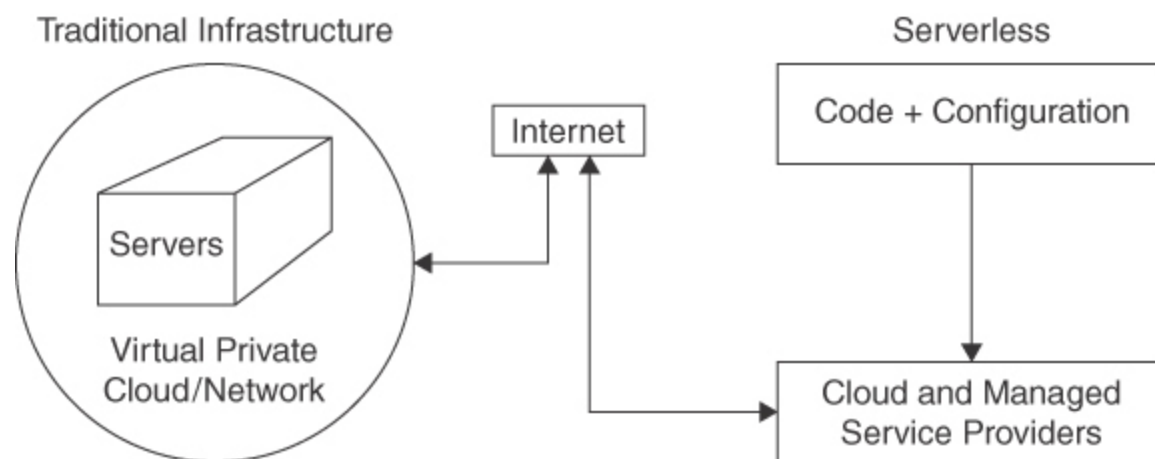 Traditional Infrastructure
Servers
Virtual Private
Cloud/Network
Internet
Serverless
Code + Configuration
Cloud and Managed
Service Providers